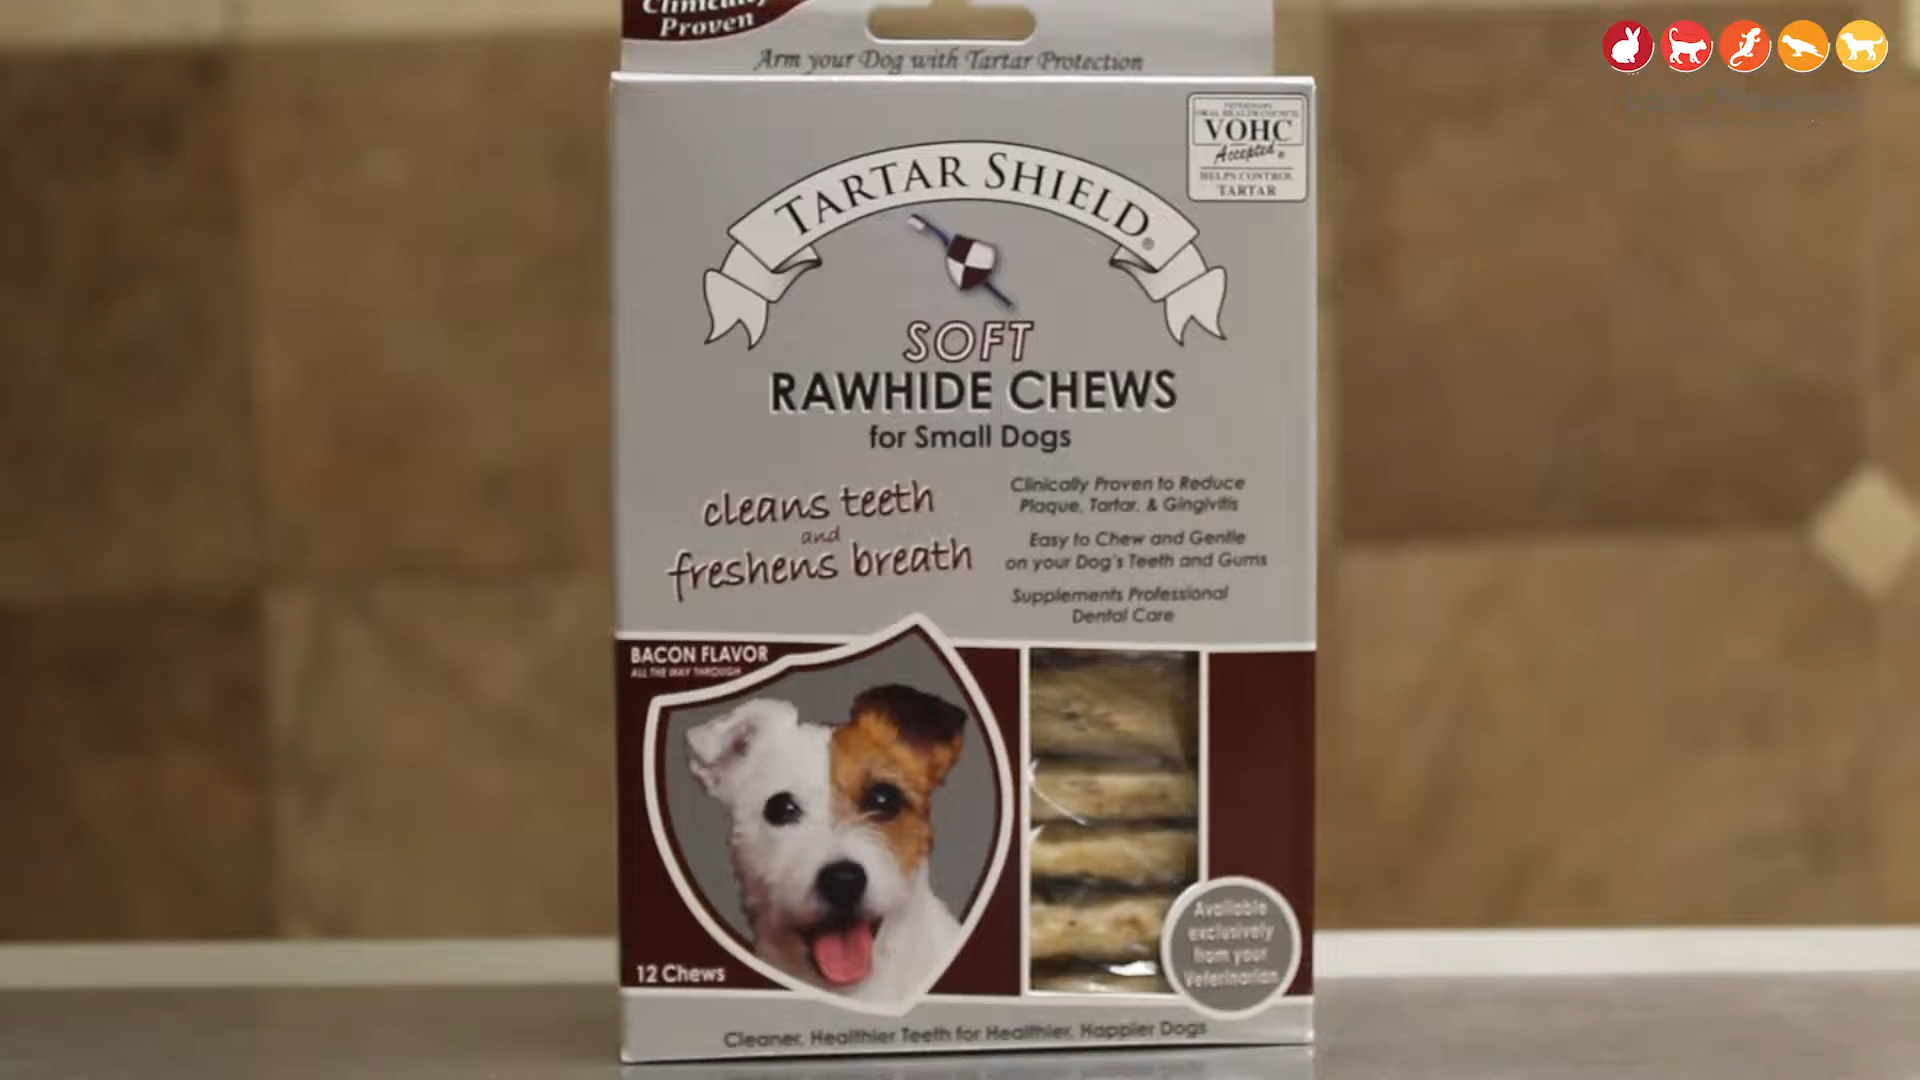 Clinically
Proven
Arm your Dog with Tartar Protection
VETERINARY
ORAL HEALTH COUNCIL
VOHC
Accepted®
HELPS CONTROL
TARTAR
TARTAR SHIELD®
SOFT
RAWHIDE CHEWS
for Small Dogs
cleans teeth
and
freshens breath
Clinically Proven to Reduce
Plaque, Tartar, & Gingivitis
Easy to Chew and Gentle
on your Dog's Teeth and Gums
Supplements Professional
Dental Care
BACON FLAVOR
ALL THE WAY THROUGH
12 Chews
Available
exclusively
from your
Veterinarian
Cleaner, Healthier Teeth for Healthier, Happier Dogs